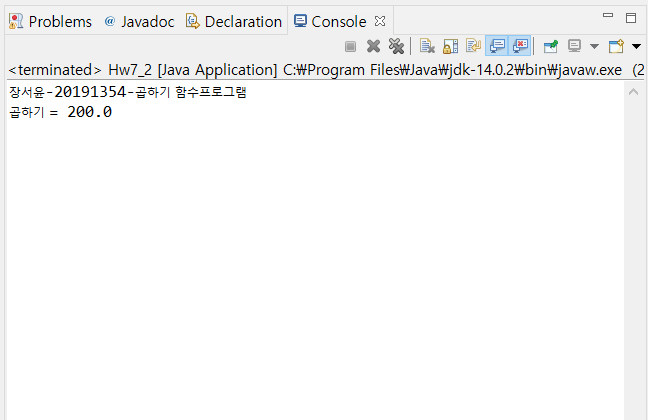 Problems @ Javadoc Declaration Console
<terminated> Hw7_2 [Java Application] C:₩Program Files₩Java₩jdk-14.0.2₩bin₩javaw.exe (2
장서윤-20191354-곱하기 함수프로그램
곱하기 = 200.0